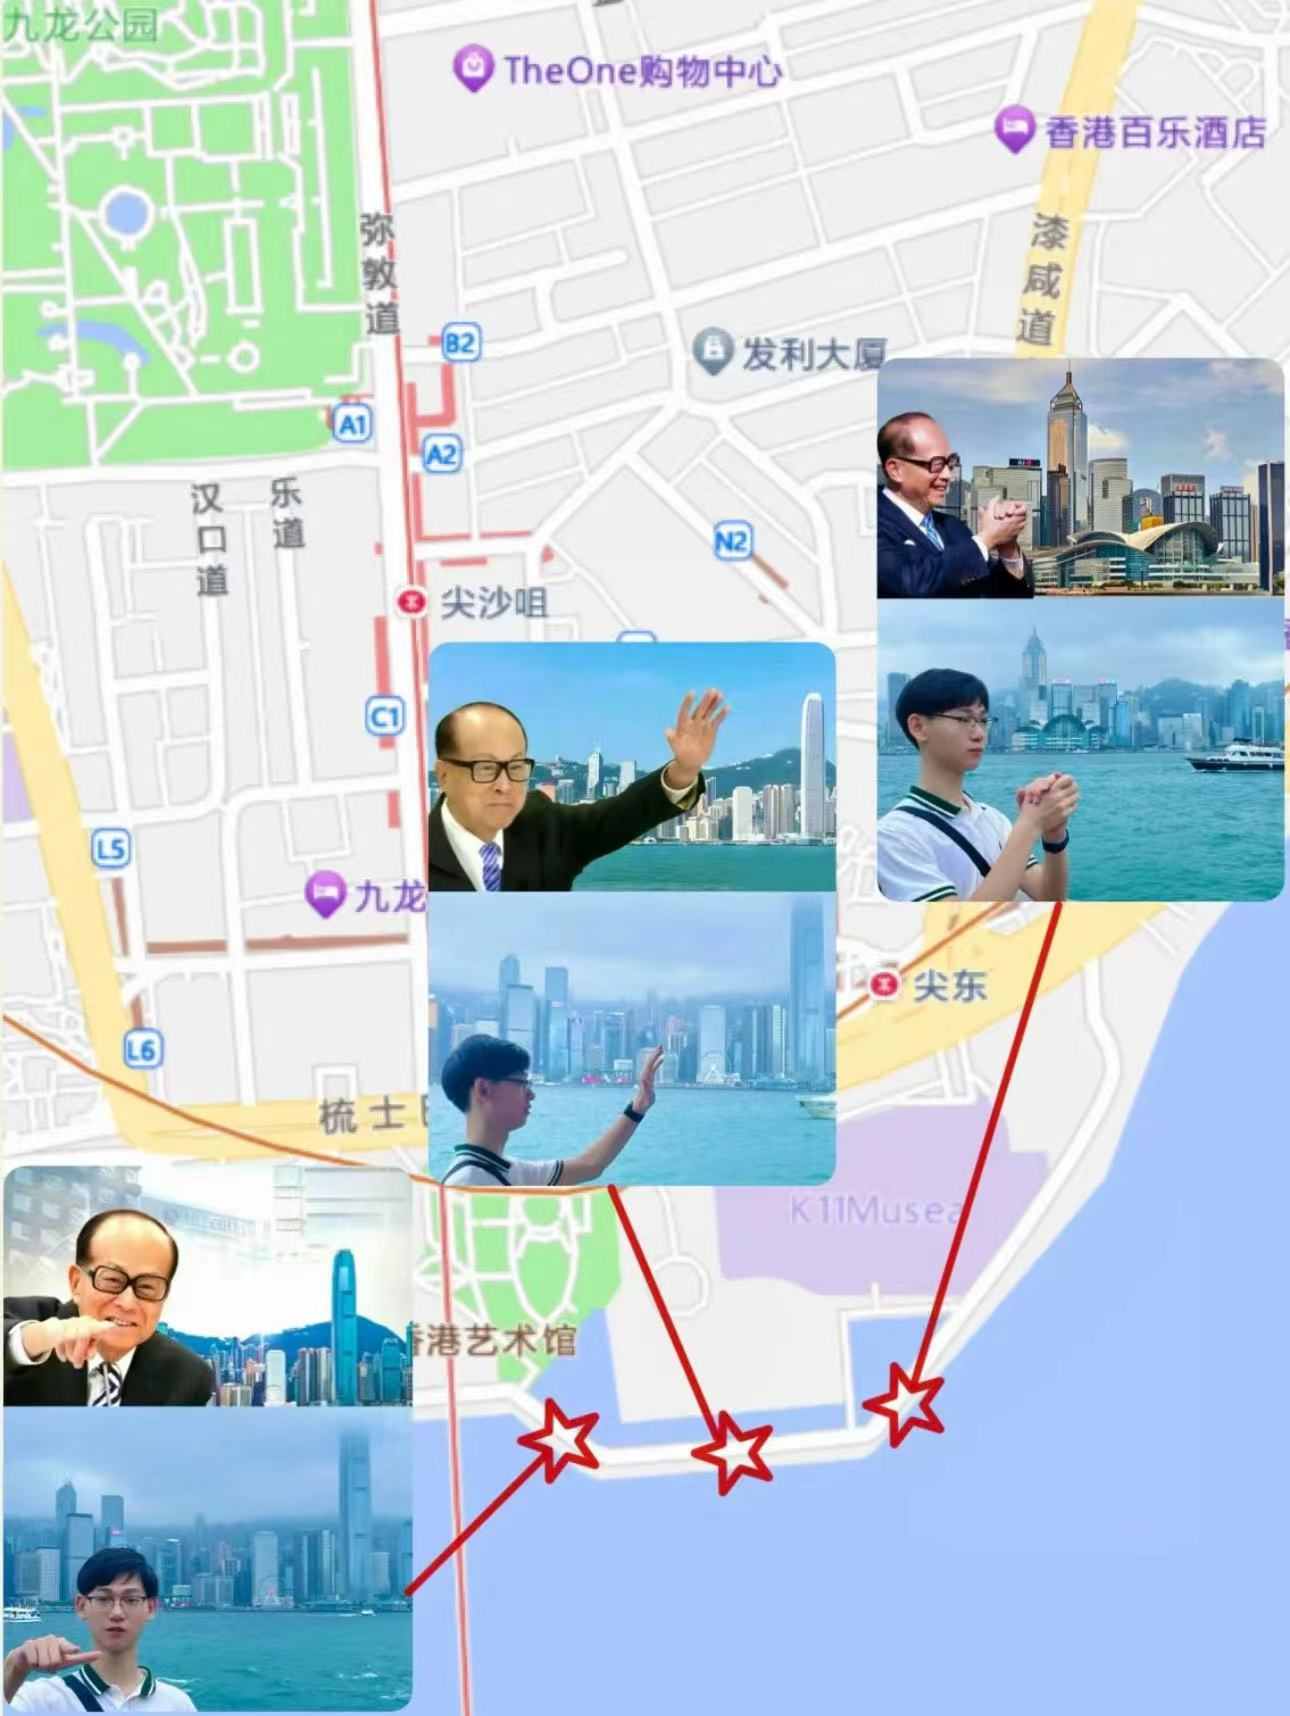 九龙公园
TheOne购物中心
香港百乐酒店
弥敦道
漆咸道
B2
发利大厦
A1
A2
汉口道
乐道
N2
尖沙咀
C1
L5
九龙
尖东
L6
梳士
K11Musea
港艺术馆